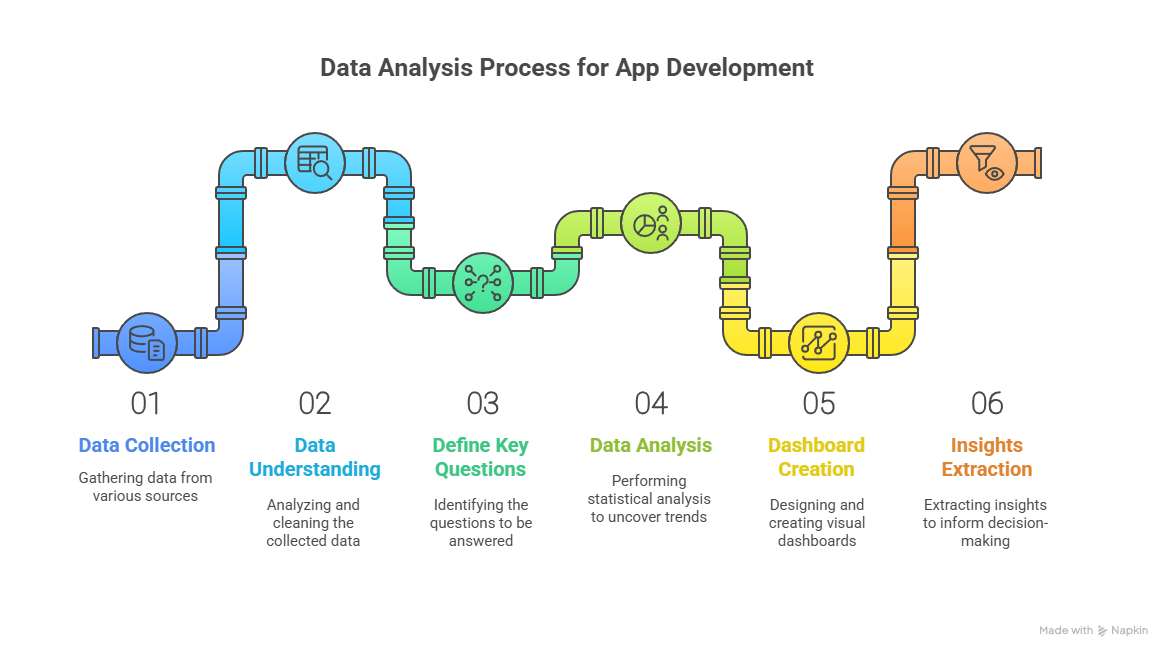 Data Analysis Process for App Development
01
Data Collection
Gathering data from
various sources
02
Data
Understanding
Analyzing and
cleaning the
collected data
03
Define Key
Questions
Identifying the
questions to be
answered
04
Data Analysis
Performing
statistical analysis
to uncover trends
05
Dashboard
Creation
Designing and
creating visual
dashboards
06
Insights
Extraction
Extracting insights
to inform decision-
making
?
Made with Napkin